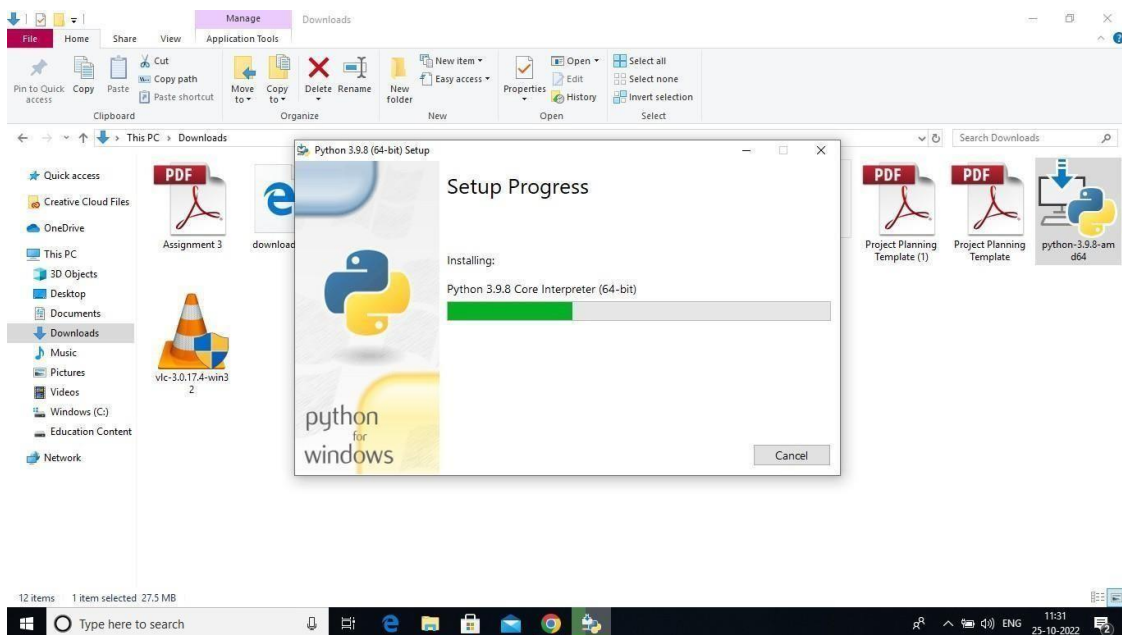 Manage
Downloads
File
Home
Share
View
Application Tools
Pin to Quick access
Copy
Paste
Cut
Copy path
Paste shortcut
Clipboard
Move to
Copy to
Delete
Rename
Organize
New folder
New item
Easy access
New
Properties
Open
Edit
History
Open
Select all
Select none
Invert selection
Select
This PC
Downloads
Search Downloads
Quick access
Creative Cloud Files
OneDrive
This PC
3D Objects
Desktop
Documents
Downloads
Music
Pictures
Videos
Windows (C:)
Education Content
Network
PDF
Assignment 3
download
vlc-3.0.17.4-win3
2
Python 3.9.8 (64-bit) Setup
Setup Progress
Installing:
Python 3.9.8 Core Interpreter (64-bit)
python
for
windows
Cancel
PDF
Project Planning
Template (1)
PDF
Project Planning
Template
python-3.9.8-am
d64
12 items
1 item selected 27.5 MB
Type here to search
ENG
11:31
25-10-2022
2